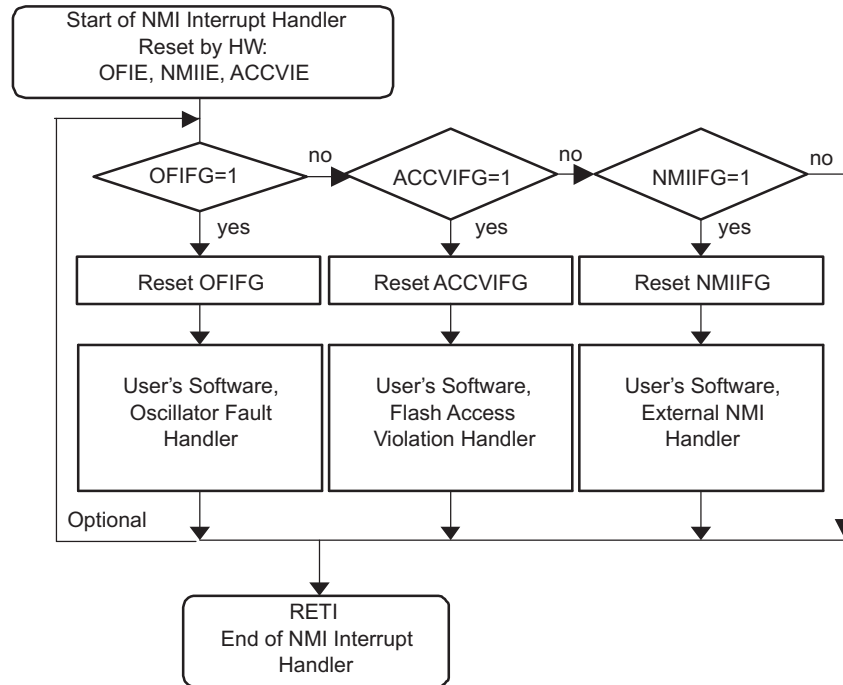 Start of NMI Interrupt Handler
Reset by HW:
OFIE, NMIIE, ACCVIE
OFIFG=1
no
ACCVIFG=1
no
NMIIFG=1
no
yes
yes
yes
Reset OFIFG
Reset ACCVIFG
Reset NMIIFG
User's Software,
Oscillator Fault
Handler
User's Software,
Flash Access
Violation Handler
User's Software,
External NMI
Handler
Optional
RETI
End of NMI Interrupt
Handler